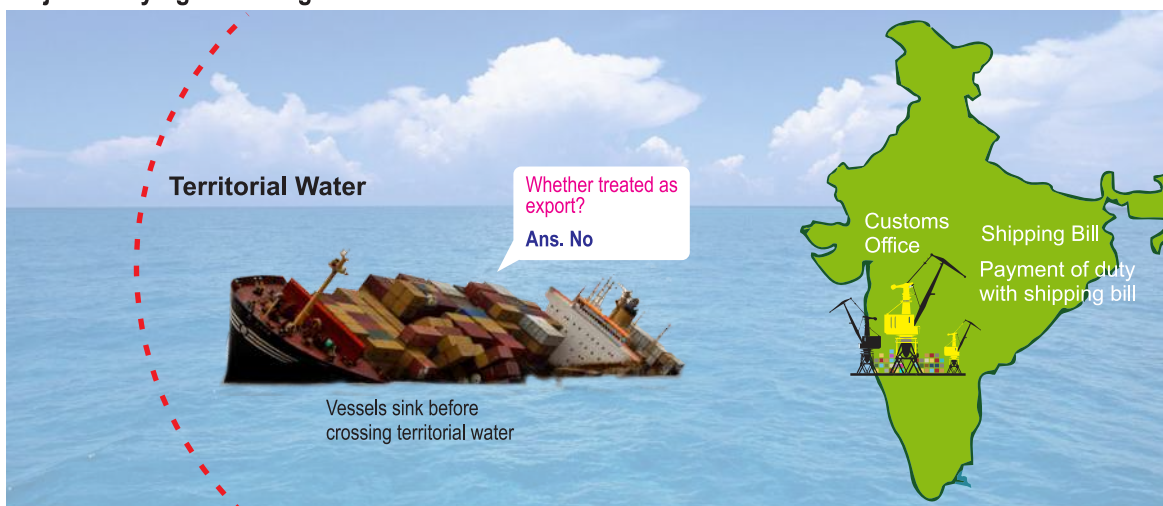 Territorial Water
Whether treated as
export?
Ans. No
Customs
Office
Shipping Bill
Payment of duty
with shipping bill
Vessels sink before
crossing territorial water